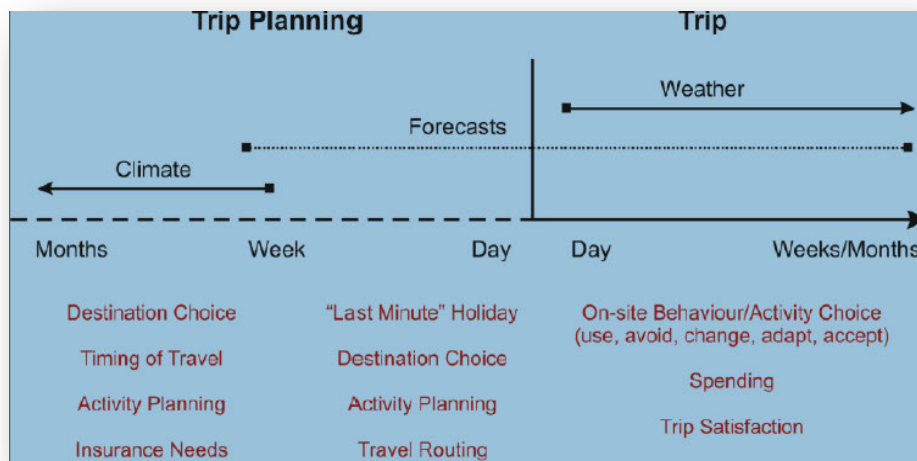 Trip Planning
Trip
Weather
Forecasts
Climate
Months
Week
Day
Day
Weeks/Months
Destination Choice
Timing of Travel
Activity Planning
Insurance Needs
“Last Minute” Holiday
Destination Choice
Activity Planning
Travel Routing
On-site Behaviour/Activity Choice
(use, avoid, change, adapt, accept)
Spending
Trip Satisfaction